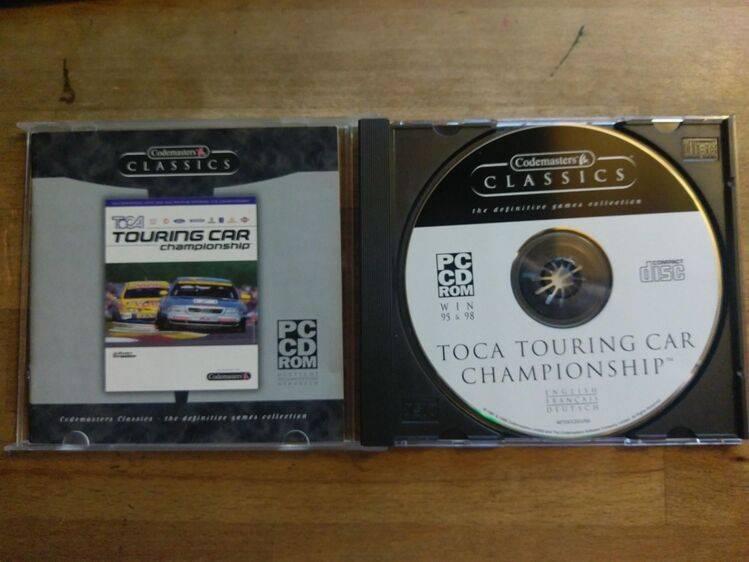 Codemasters
CLASSICS
TOCA
TOURING CAR
championship
Codemasters
PC
CD
ROM
Codemasters Classics - the definitive games collection
Codemasters
CLASSICS
the definitive games collection
PC
CD
ROM
WIN
95 & 98
COMPACT
disc
TOCA TOURING CAR
CHAMPIONSHIP™
ENGLISH
FRANÇAIS
DEUTSCH